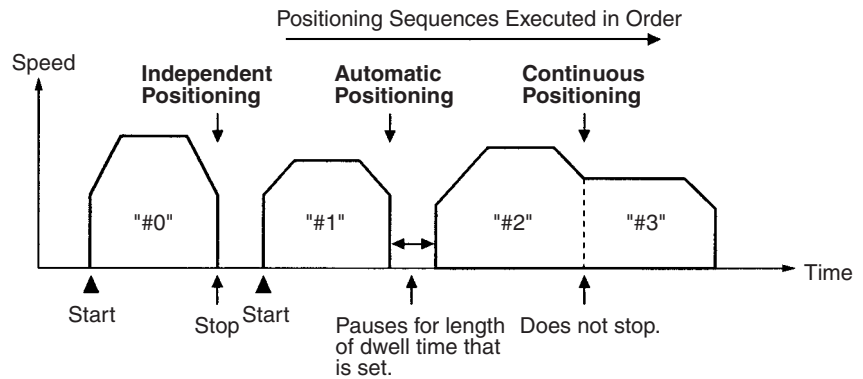 Positioning Sequences Executed in Order
Speed
Independent
Positioning
Automatic
Positioning
Continuous
Positioning
"#0"
"#1"
"#2"
"#3"
Time
Start
Stop
Start
Pauses for length
of dwell time that
is set.
Does not stop.